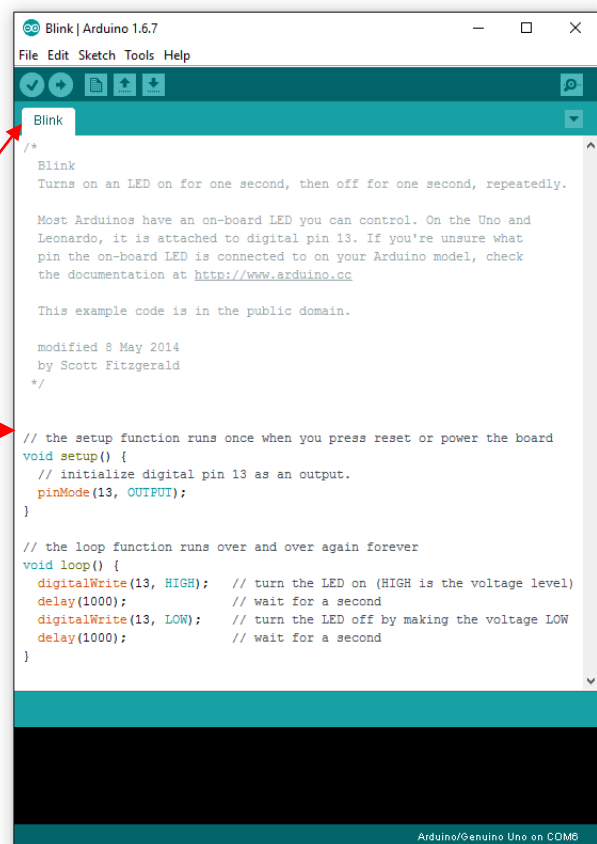 Blink | Arduino 1.6.7
File Edit Sketch Tools Help
Blink
/*
  Blink
  Turns on an LED on for one second, then off for one second, repeatedly.

  Most Arduinos have an on-board LED you can control. On the Uno and
  Leonardo, it is attached to digital pin 13. If you're unsure what
  pin the on-board LED is connected to on your Arduino model, check
  the documentation at http://www.arduino.cc

  This example code is in the public domain.

  modified 8 May 2014
  by Scott Fitzgerald
 */

// the setup function runs once when you press reset or power the board
void setup() {
  // initialize digital pin 13 as an output.
  pinMode(13, OUTPUT);
}

// the loop function runs over and over again forever
void loop() {
  digitalWrite(13, HIGH);   // turn the LED on (HIGH is the voltage level)
  delay(1000);              // wait for a second
  digitalWrite(13, LOW);    // turn the LED off by making the voltage LOW
  delay(1000);              // wait for a second
}
Arduino/Genuino Uno on COM6